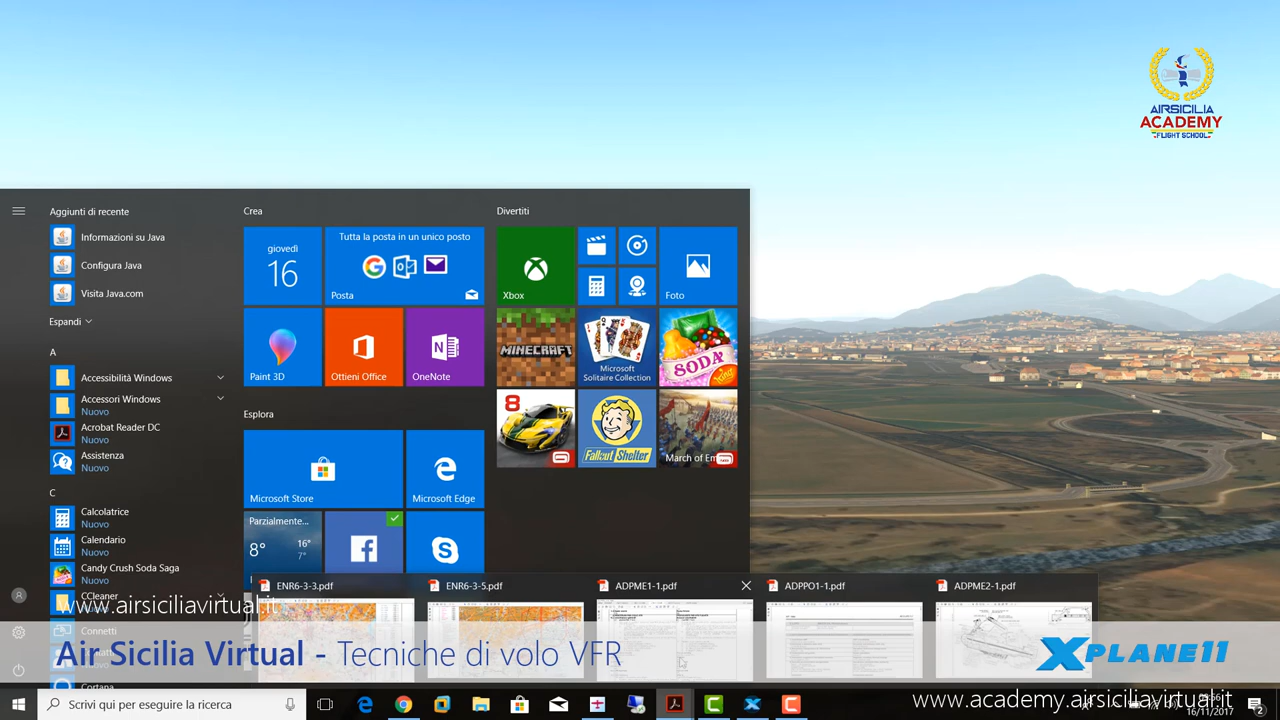 AIRSICILIA
ACADEMY
FLIGHT SCHOOL
Aggiunti di recente
Informazioni su Java
Configura Java
Visita Java.com
Espandi
A
Accessibilità Windows
Accessori Windows
Nuovo
Acrobat Reader DC
Nuovo
Assistenza
Nuovo
C
Calcolatrice
Nuovo
Calendario
Nuovo
Candy Crush Soda Saga
Nuovo
CCleaner
Connetti
Cortana
Crea
giovedì
16
Tutta la posta in un unico posto
Posta
Paint 3D
Ottieni Office
OneNote
Esplora
Microsoft Store
Microsoft Edge
Parzialmente...
8°
16°
7°
Divertiti
Xbox
Foto
MINECRAFT
Microsoft
Solitaire Collection
SODA
8
Fallout Shelter
March of Em
ENR6-3-3.pdf
ENR6-3-5.pdf
ADPME1-1.pdf
ADPPO1-1.pdf
ADPME2-1.pdf
www.airsiciliavirtual.it
Air Sicilia Virtual - Tecniche di volo VFR
X PLANE 11
Scrivi qui per eseguire la ricerca
www.academy.airsiciliavirtual.it
16/11/2017
2